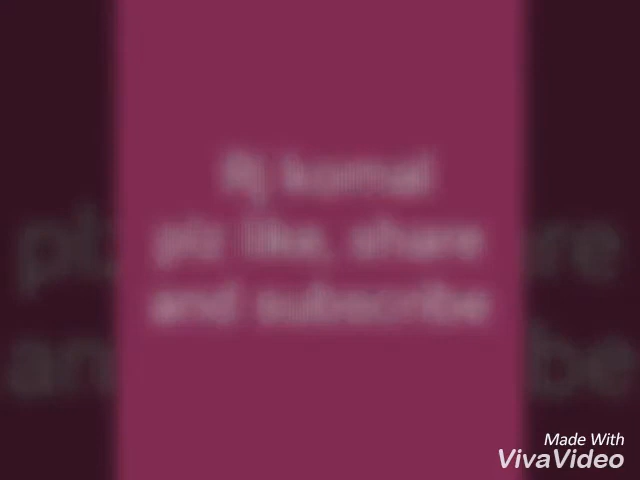 Rj komal
plz like, share
and subscribe
Made With
VivaVideo